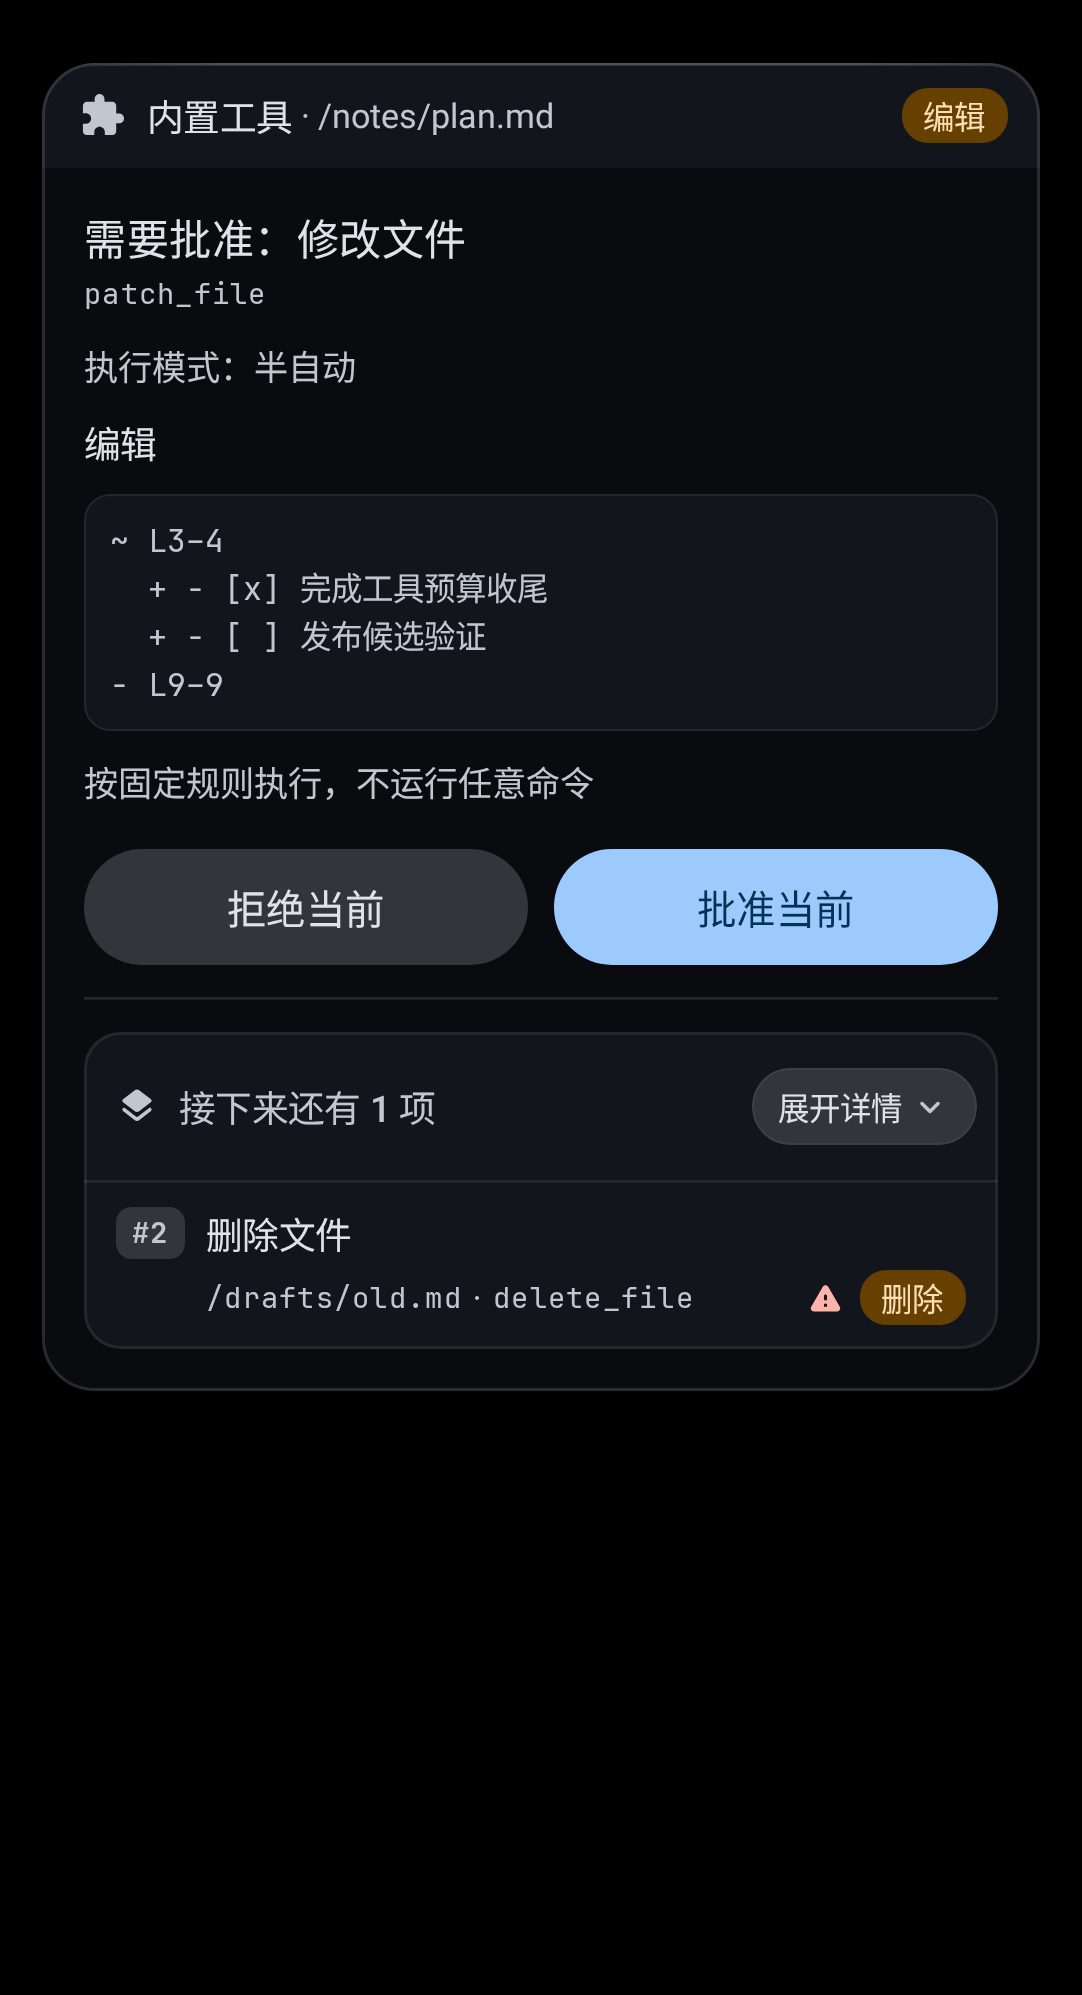 内置工具 · /notes/plan.md
编辑
需要批准：修改文件
patch_file
执行模式：半自动
编辑
~ L3–4
  + - [x] 完成工具预算收尾
  + - [ ] 发布候选验证
- L9–9
按固定规则执行，不运行任意命令
拒绝当前
批准当前
接下来还有 1 项
展开详情
#2 删除文件
/drafts/old.md · delete_file
删除